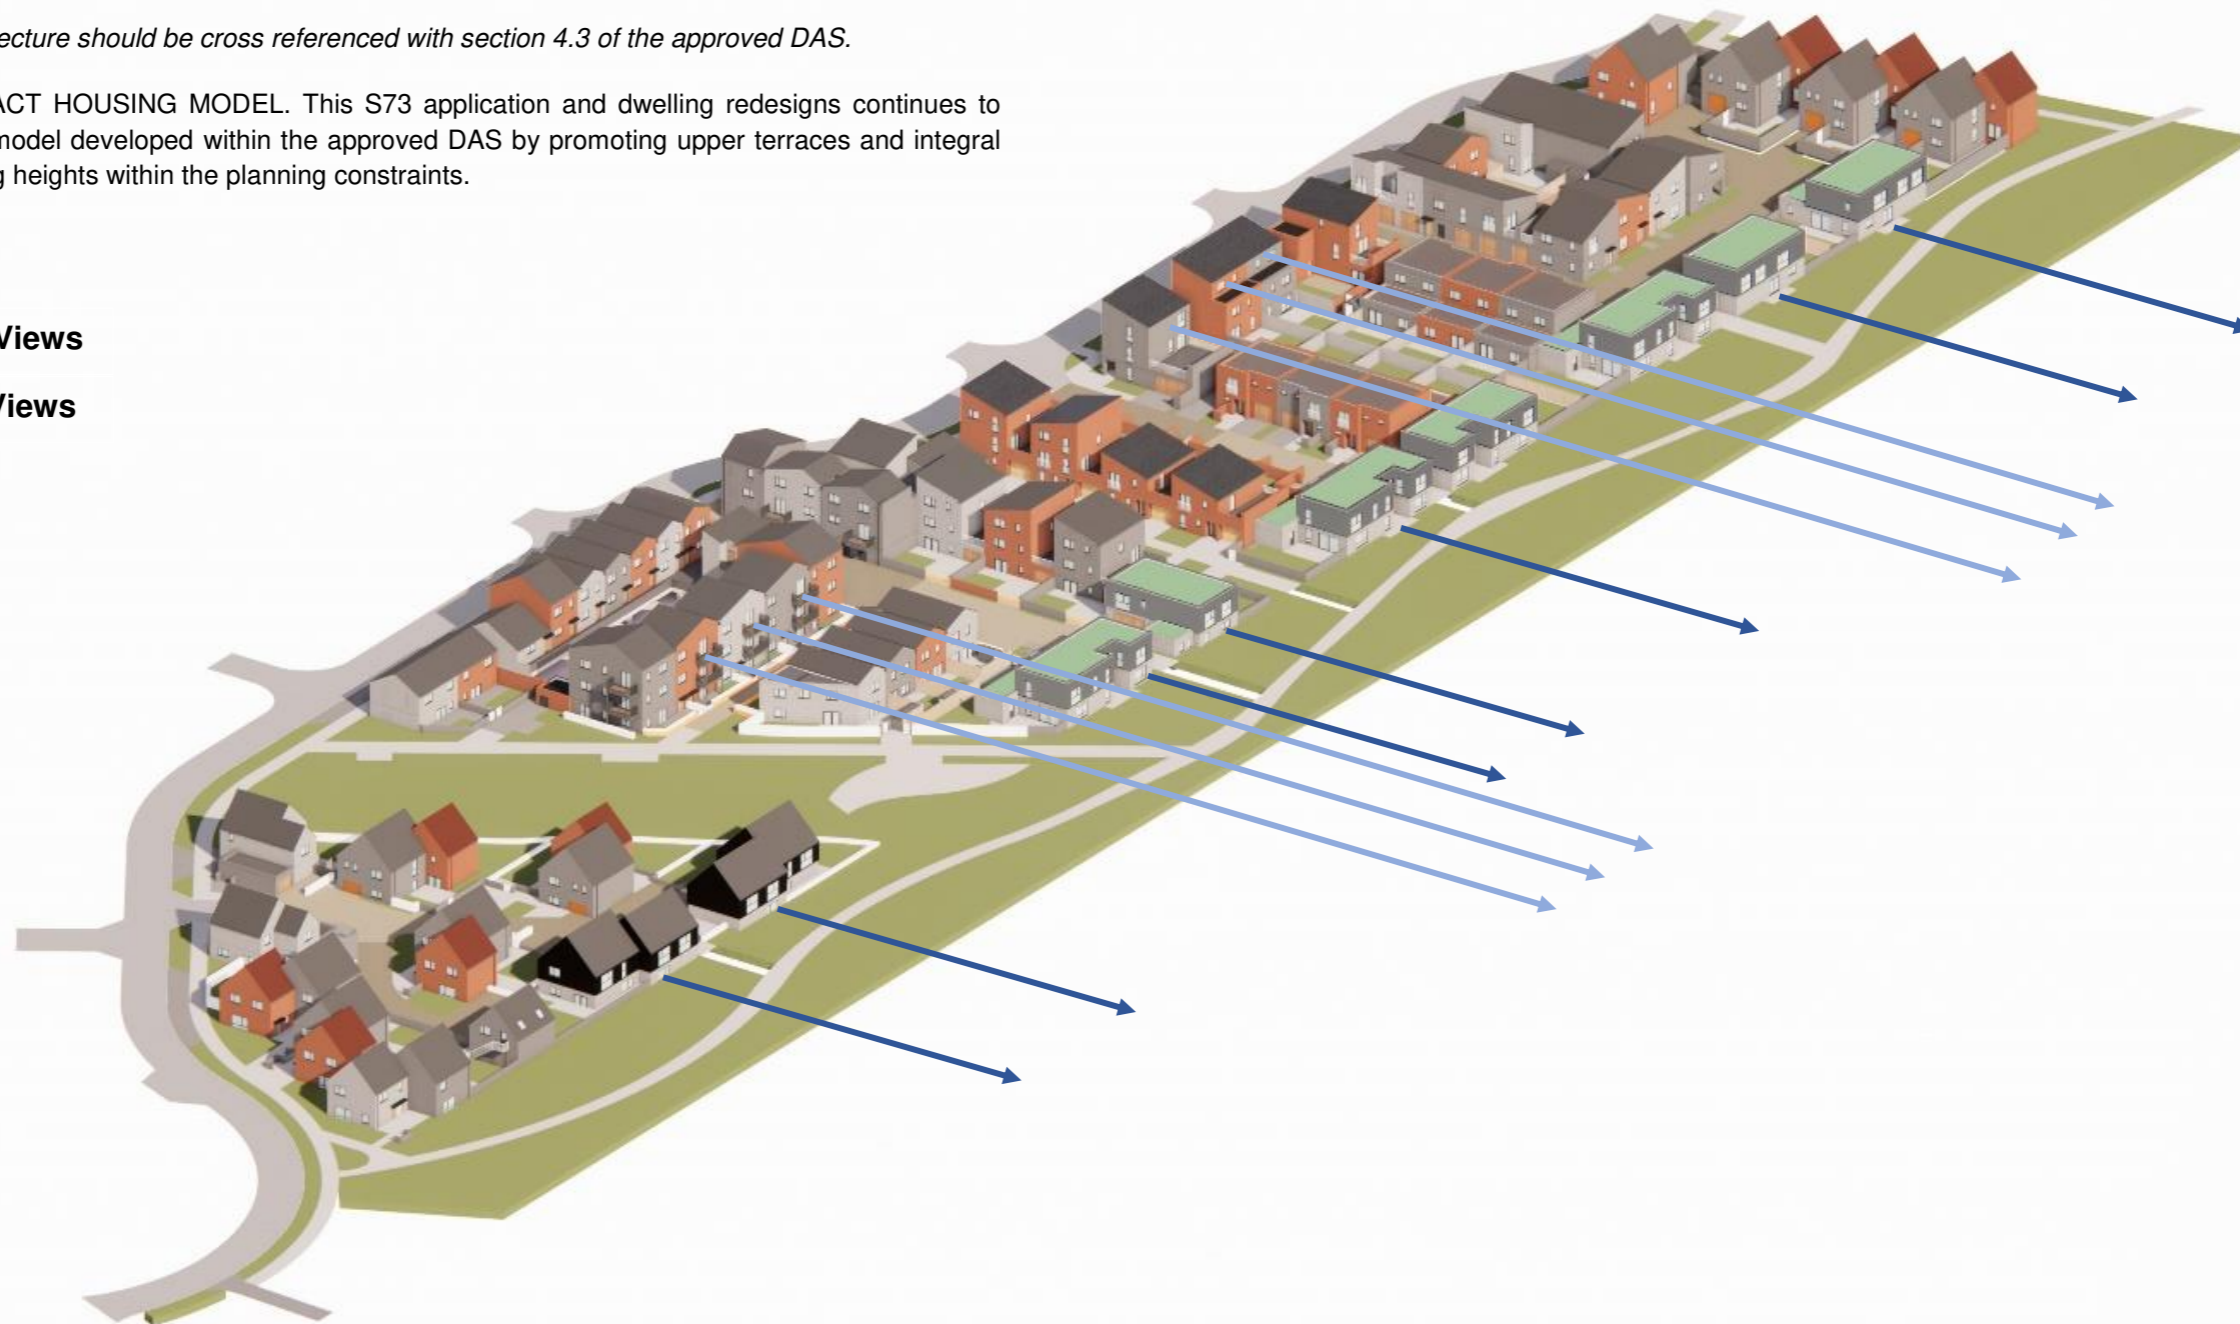 ecture should be cross referenced with section 4.3 of the approved DAS.
ACT HOUSING MODEL. This S73 application and dwelling redesigns continues to
model developed within the approved DAS by promoting upper terraces and integral
g heights within the planning constraints.
Views
Views